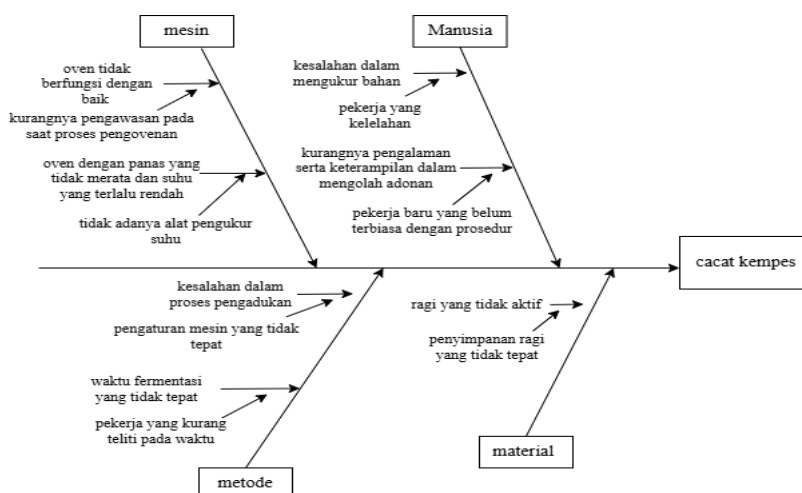 mesin
Manusia
oven tidak
berfungsi dengan
baik
kurangnya pengawasan pada
saat proses pengovenan
oven dengan panas yang
tidak merata dan suhu
yang terlalu rendah
tidak adanya alat pengukur
suhu
kesalahan dalam
mengukur bahan
pekerja yang
kelelahan
kurangnya pengalaman
serta keterampilan dalam
mengolah adonan
pekerja baru yang belum
terbiasa dengan prosedur
cacat kempes
kesalahan dalam
proses pengadukan
pengaturan mesin yang tidak
tepat
waktu fermentasi
yang tidak tepat
pekerja yang kurang
teliti pada waktu
ragi yang tidak aktif
penyimpanan ragi
yang tidak tepat
metode
material